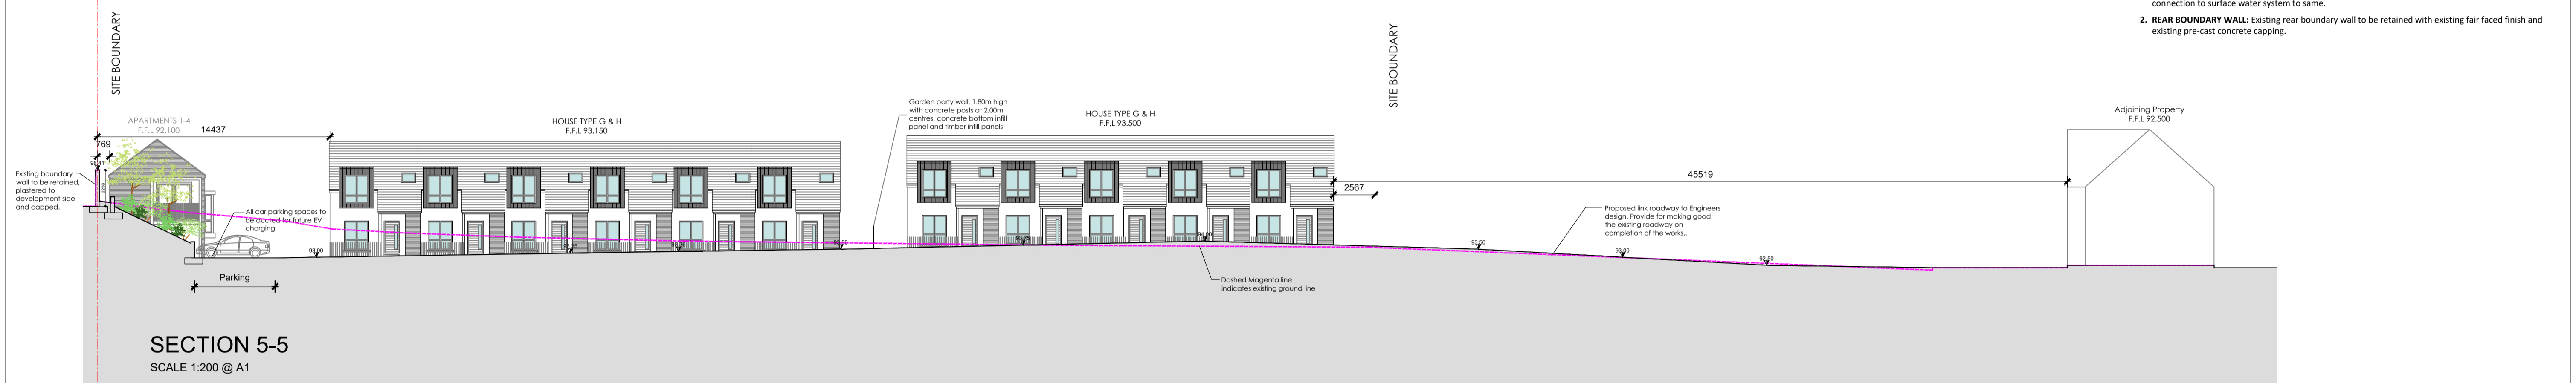 connection to surface water system to same.
2. REAR BOUNDARY WALL: Existing rear boundary wall to be retained with existing fair faced finish and
existing pre-cast concrete capping.
SITE BOUNDARY
SITE BOUNDARY
APARTMENTS 1-4
F.F.L 92.100
14437
769
Existing boundary
wall to be retained,
plastered to
development side
and capped.
All car parking spaces to
be ducted for future EV
charging
Parking
HOUSE TYPE G & H
F.F.L 93.150
Garden party wall. 1.80m high
with concrete posts at 2.00m
centres, concrete bottom infill
panel and timber infill panels
HOUSE TYPE G & H
F.F.L 93.500
2567
45519
Adjoining Property
F.F.L 92.500
Proposed link roadway to Engineers
design. Provide for making good
the existing roadway on
completion of the works..
Dashed Magenta line
indicates existing ground line
93.00
93.50
93.50
93.00
92.50
SECTION 5-5
SCALE 1:200 @ A1